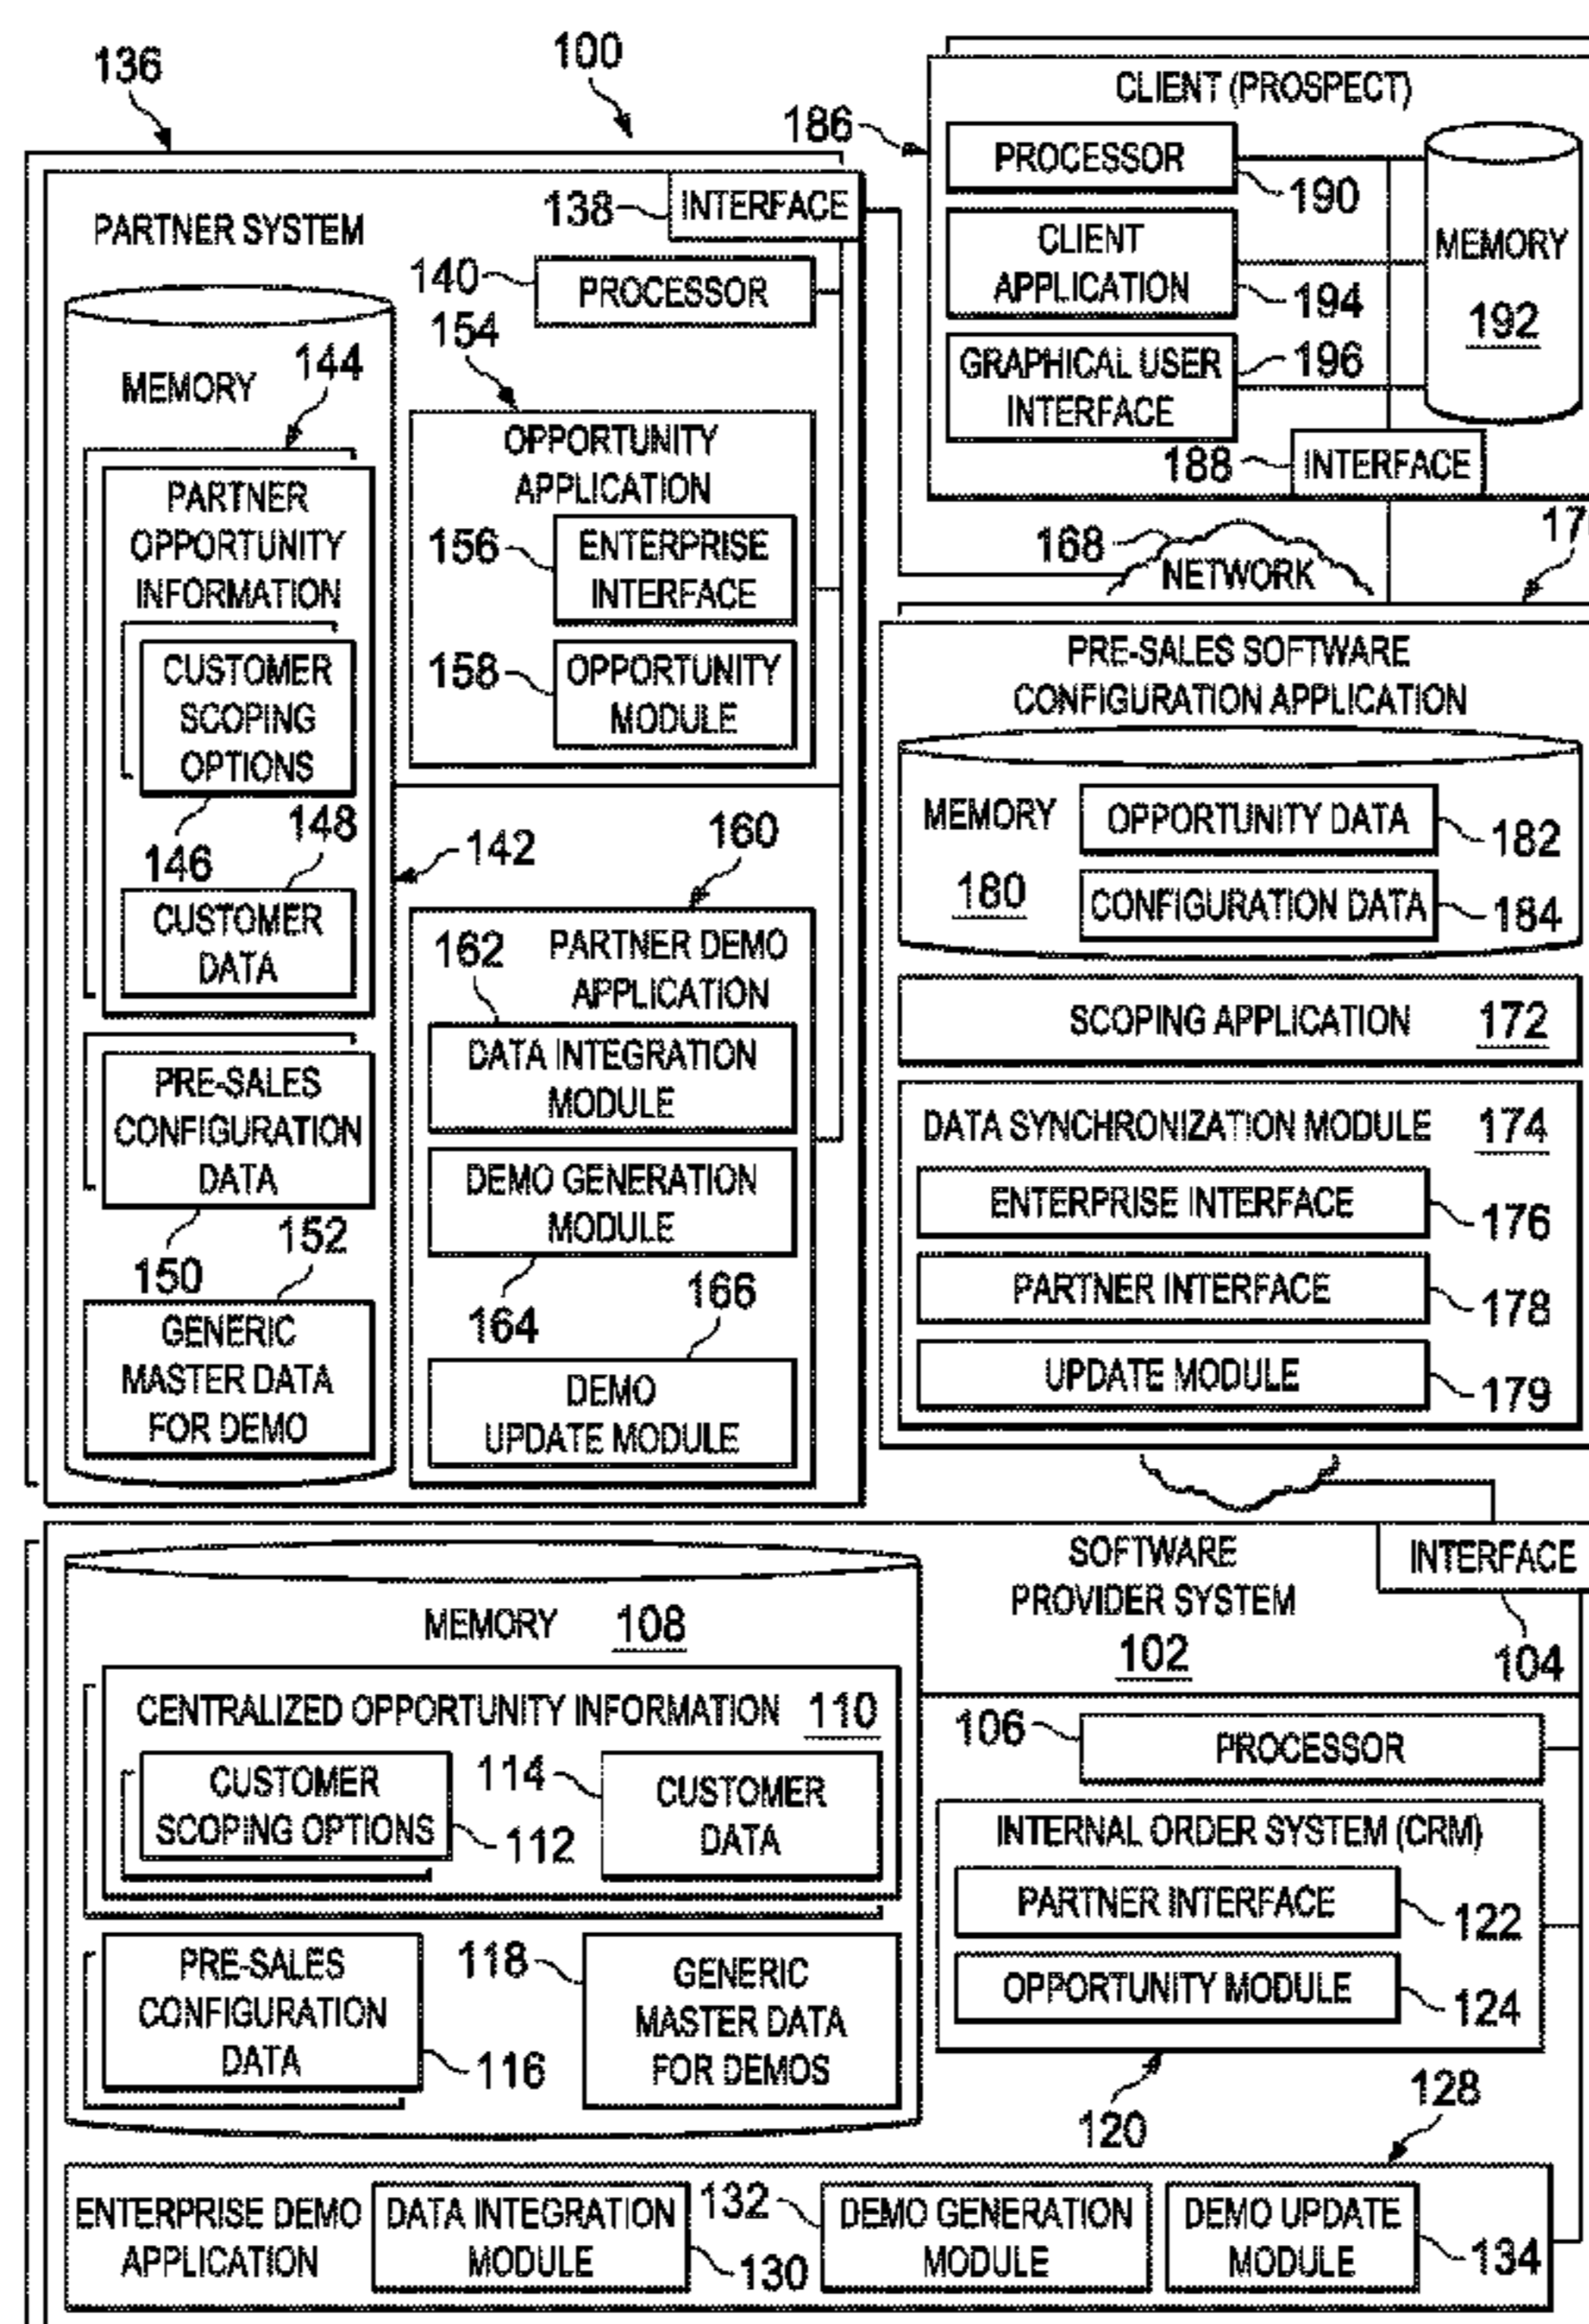 136
100
PARTNER SYSTEM
138
INTERFACE
140
PROCESSOR
154
MEMORY
144
PARTNER
OPPORTUNITY
INFORMATION
CUSTOMER
SCOPING
OPTIONS
146
148
CUSTOMER
DATA
PRE-SALES
CONFIGURATION
DATA
150
152
GENERIC
MASTER DATA
FOR DEMO
OPPORTUNITY
APPLICATION
156
ENTERPRISE
INTERFACE
158
OPPORTUNITY
MODULE
142
160
162
PARTNER DEMO
APPLICATION
DATA INTEGRATION
MODULE
DEMO GENERATION
MODULE
164
166
DEMO
UPDATE MODULE
CLIENT (PROSPECT)
186
PROCESSOR
190
CLIENT
APPLICATION
194
GRAPHICAL USER
INTERFACE
196
MEMORY
192
188
INTERFACE
168
NETWORK
PRE-SALES SOFTWARE
CONFIGURATION APPLICATION
MEMORY
180
OPPORTUNITY DATA
182
CONFIGURATION DATA
184
SCOPING APPLICATION 172
DATA SYNCHRONIZATION MODULE 174
ENTERPRISE INTERFACE
176
PARTNER INTERFACE
178
UPDATE MODULE
179
SOFTWARE
PROVIDER SYSTEM
102
INTERFACE
104
MEMORY 108
CENTRALIZED OPPORTUNITY INFORMATION 110
CUSTOMER
SCOPING OPTIONS
112
114
CUSTOMER
DATA
PRE-SALES
CONFIGURATION
DATA
116
118
GENERIC
MASTER DATA
FOR DEMOS
106
PROCESSOR
INTERNAL ORDER SYSTEM (CRM)
PARTNER INTERFACE
122
OPPORTUNITY MODULE
124
120
128
ENTERPRISE DEMO
APPLICATION
DATA INTEGRATION
MODULE
130
132
DEMO GENERATION
MODULE
DEMO UPDATE
MODULE
134